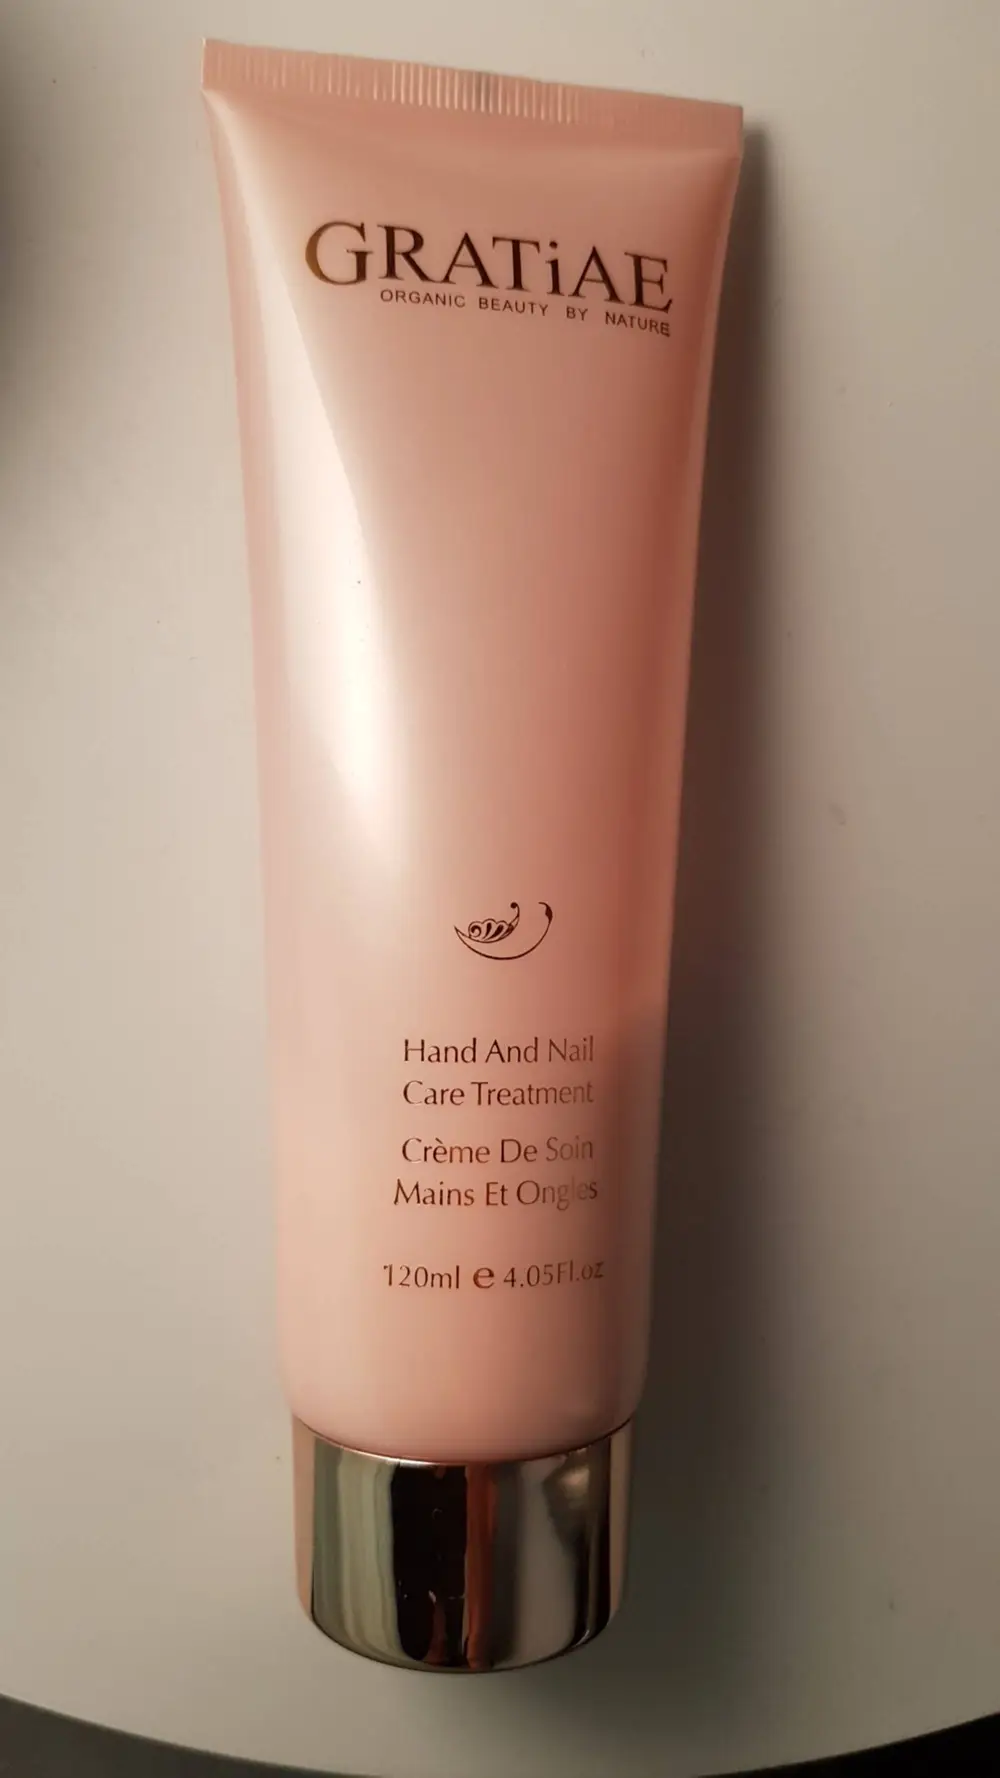 GRATiAE
ORGANIC BEAUTY BY NATURE
Hand And Nail
Care Treatment
Crème De Soin
Mains Et Ongles
120ml e 4.05Fl.oz